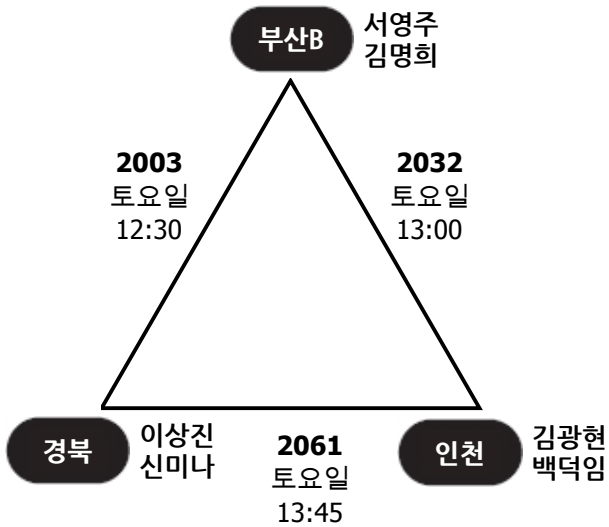 부산B
서영주
김명희
2003
토요일
12:30
2032
토요일
13:00
경북
이상진
신미나
2061
토요일
13:45
인천
김광현
백덕임